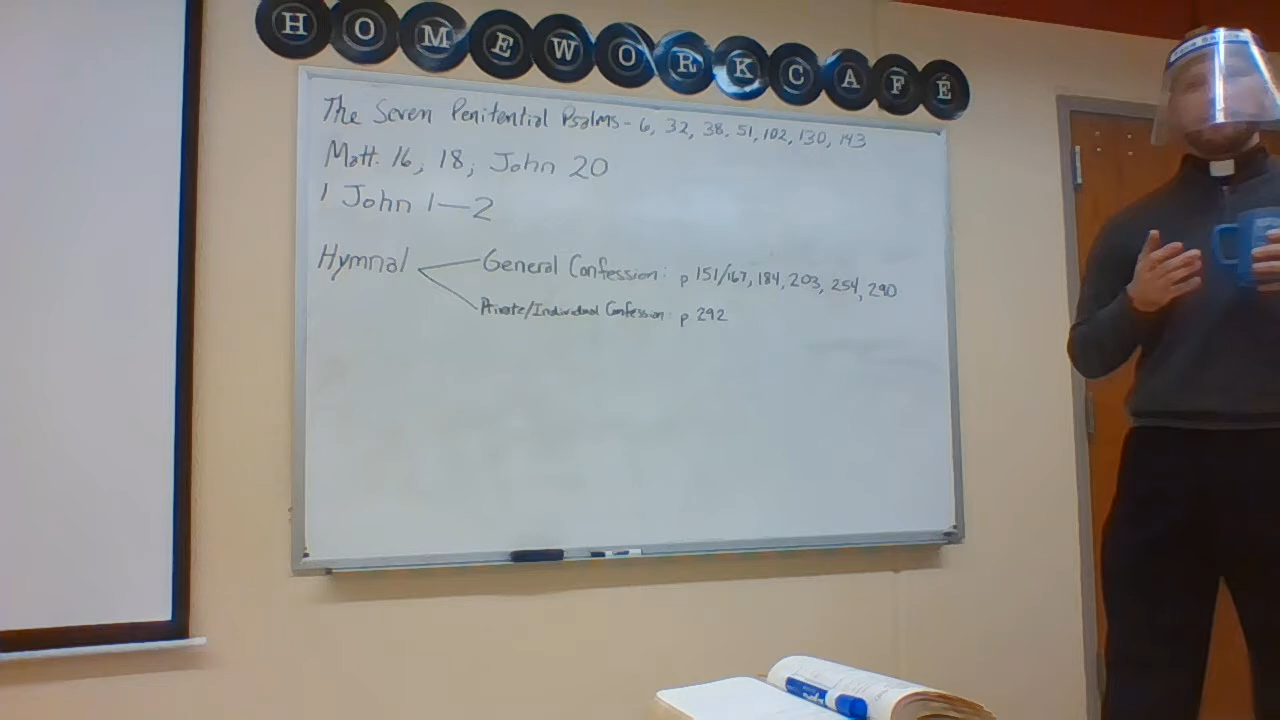 HOMEWORK CAFÉ
The Seven Penitential Psalms - 6, 32, 38, 51, 102, 130, 143
Matt. 16, 18; John 20
1 John 1—2
Hymnal
General Confession: p 151/167, 184, 203, 254, 290
Private/Individual Confession: p 292